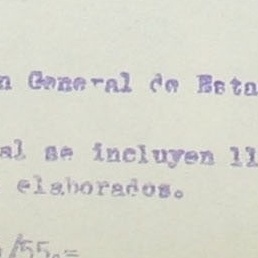 n General de Esta
al se incluyen 11
elaborados.
/55.=